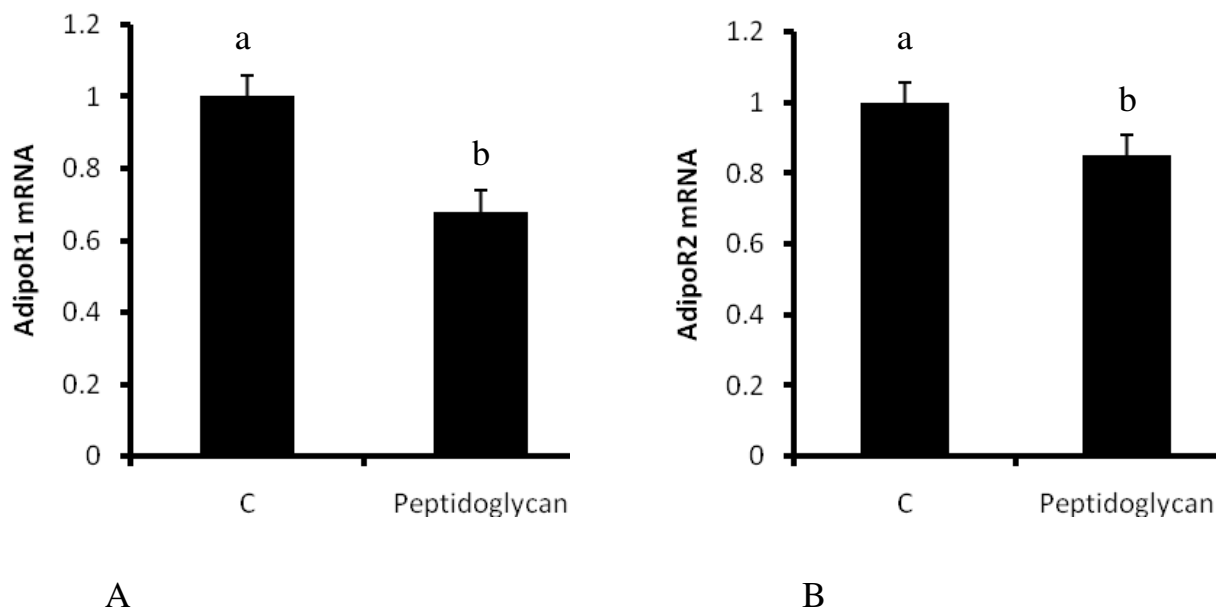 1.2
1
0.8
0.6
0.4
0.2
0
AdipoR1 mRNA
a
b
C
Peptidoglycan
A
1.2
1
0.8
0.6
0.4
0.2
0
AdipoR2 mRNA
a
b
C
Peptidoglycan
B